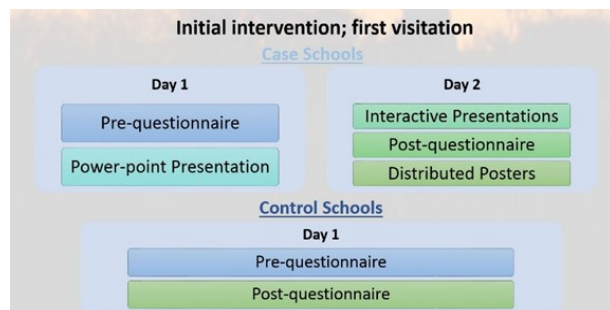 Initial intervention; first visitation
Case Schools
Day 1
Pre-questionnaire
Power-point Presentation
Day 2
Interactive Presentations
Post-questionnaire
Distributed Posters
Control Schools
Day 1
Pre-questionnaire
Post-questionnaire